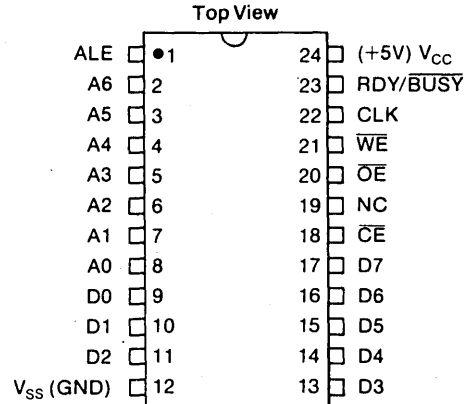 Top View
ALE 1 24 (+5V) VCC
A6 2 23 RDY/BUSY
A5 3 22 CLK
A4 4 21 WE
A3 5 20 OE
A2 6 19 NC
A1 7 18 CE
A0 8 17 D7
D0 9 16 D6
D1 10 15 D5
D2 11 14 D4
VSS (GND) 12 13 D3